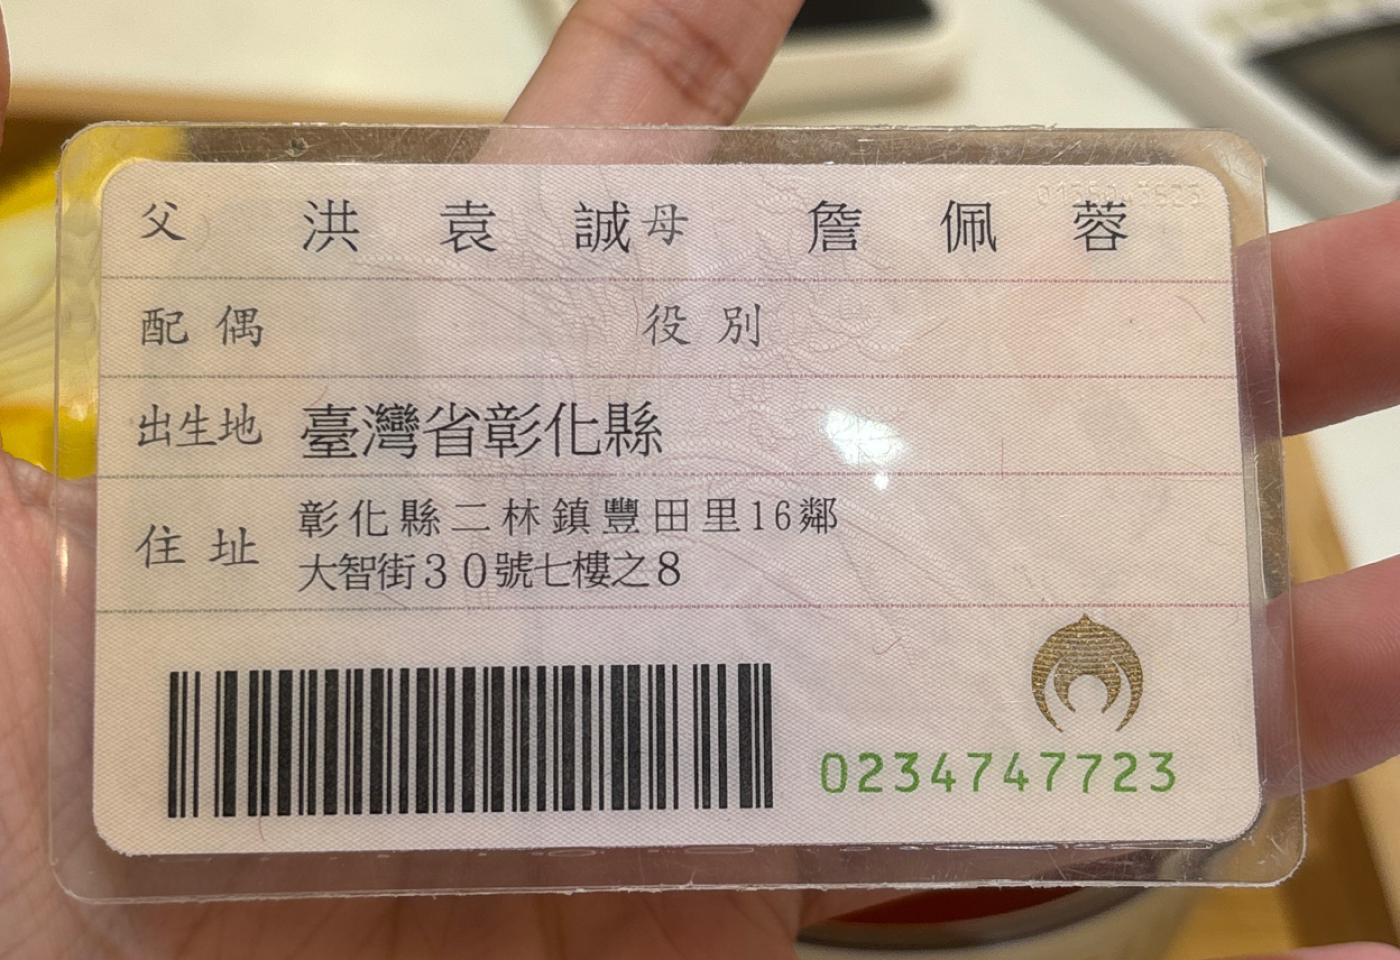 父 洪袁誠 母 詹佩蓉
配偶 役別
出生地 臺灣省彰化縣
住址 彰化縣二林鎮豐田里16鄰
大智街30號七樓之8
0234747723